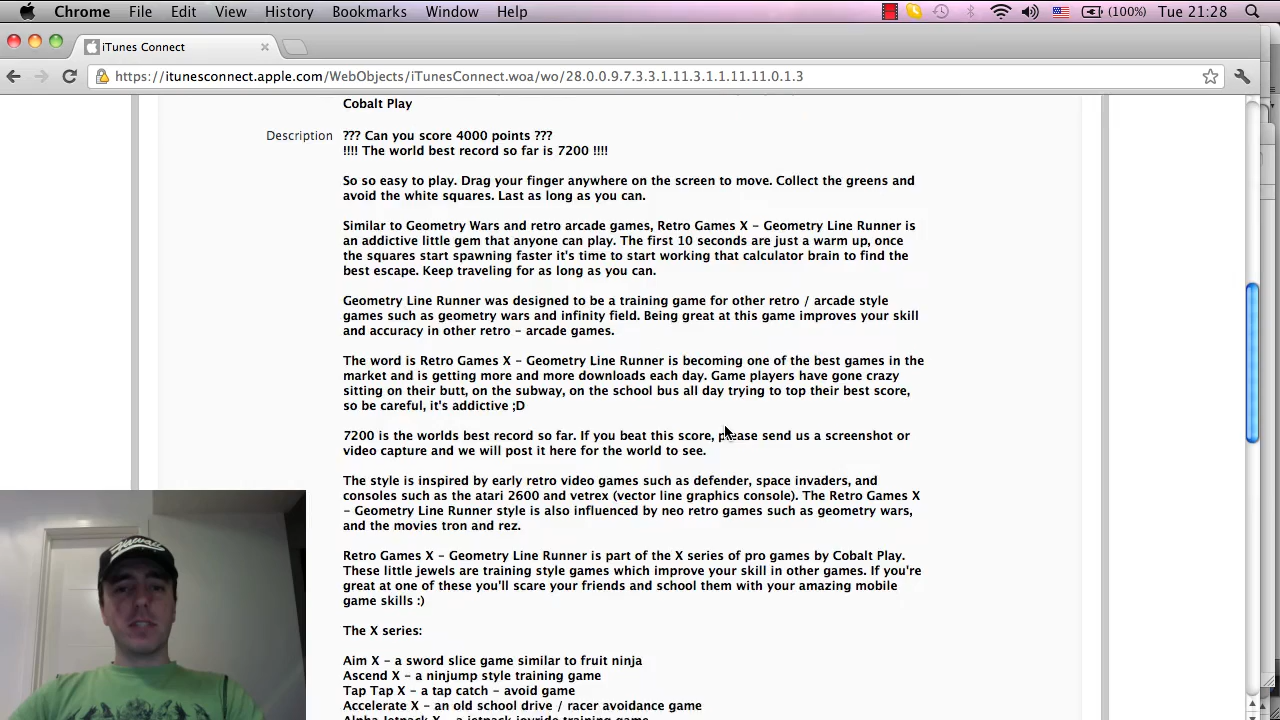 Chrome File Edit View History Bookmarks Window Help (100%) Tue 21:28
iTunes Connect
https://itunesconnect.apple.com/WebObjects/iTunesConnect.woa/wo/28.0.0.9.7.3.3.1.11.3.1.1.11.11.0.1.3
Cobalt Play
Description ??? Can you score 4000 points ???
!!!! The world best record so far is 7200 !!!!
So so easy to play. Drag your finger anywhere on the screen to move. Collect the greens and
avoid the white squares. Last as long as you can.
Similar to Geometry Wars and retro arcade games, Retro Games X – Geometry Line Runner is
an addictive little gem that anyone can play. The first 10 seconds are just a warm up, once
the squares start spawning faster it's time to start working that calculator brain to find the
best escape. Keep traveling for as long as you can.
Geometry Line Runner was designed to be a training game for other retro / arcade style
games such as geometry wars and infinity field. Being great at this game improves your skill
and accuracy in other retro – arcade games.
The word is Retro Games X – Geometry Line Runner is becoming one of the best games in the
market and is getting more and more downloads each day. Game players have gone crazy
sitting on their butt, on the subway, on the school bus all day trying to top their best score,
so be careful, it's addictive ;D
7200 is the worlds best record so far. If you beat this score, please send us a screenshot or
video capture and we will post it here for the world to see.
The style is inspired by early retro video games such as defender, space invaders, and
consoles such as the atari 2600 and vetrex (vector line graphics console). The Retro Games X
– Geometry Line Runner style is also influenced by neo retro games such as geometry wars,
and the movies tron and rez.
Retro Games X – Geometry Line Runner is part of the X series of pro games by Cobalt Play.
These little jewels are training style games which improve your skill in other games. If you're
great at one of these you'll scare your friends and school them with your amazing mobile
game skills :)
The X series:
Aim X – a sword slice game similar to fruit ninja
Ascend X – a ninjump style training game
Tap Tap X – a tap catch – avoid game
Accelerate X – an old school drive / racer avoidance game
Alpha Jetpack X – a jetpack joyride training game